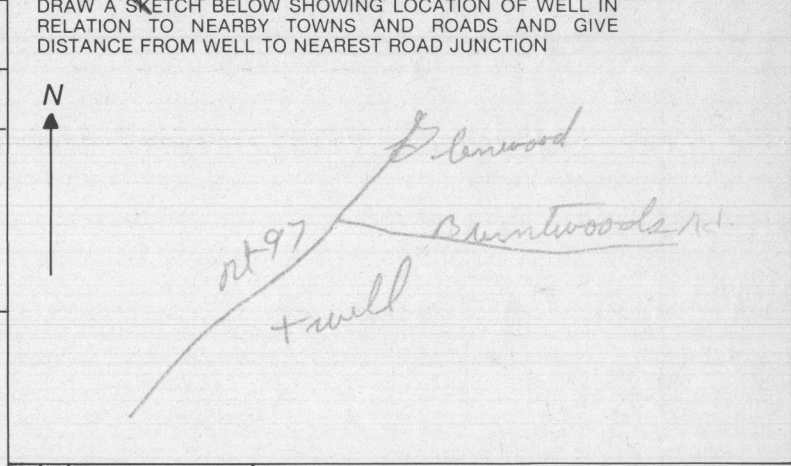 DRAW A SKETCH BELOW SHOWING LOCATION OF WELL IN
RELATION TO NEARBY TOWNS AND ROADS AND GIVE
DISTANCE FROM WELL TO NEAREST ROAD JUNCTION
N
Glenwood
Burntwoods Rd.
rt 97
+ well